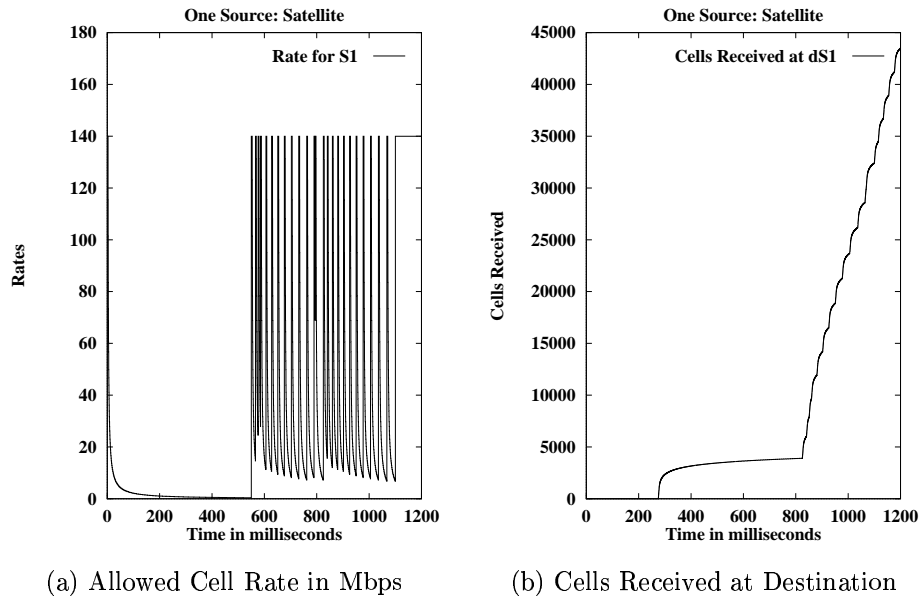 One Source: Satellite
180
160
140
120
100
80
60
40
20
0
Rates
Rate for S1
0 200 400 600 800 1000 1200
Time in milliseconds
(a) Allowed Cell Rate in Mbps
One Source: Satellite
45000
40000
35000
30000
25000
20000
15000
10000
5000
0
Cells Received
Cells Received at dS1
0 200 400 600 800 1000 1200
Time in milliseconds
(b) Cells Received at Destination